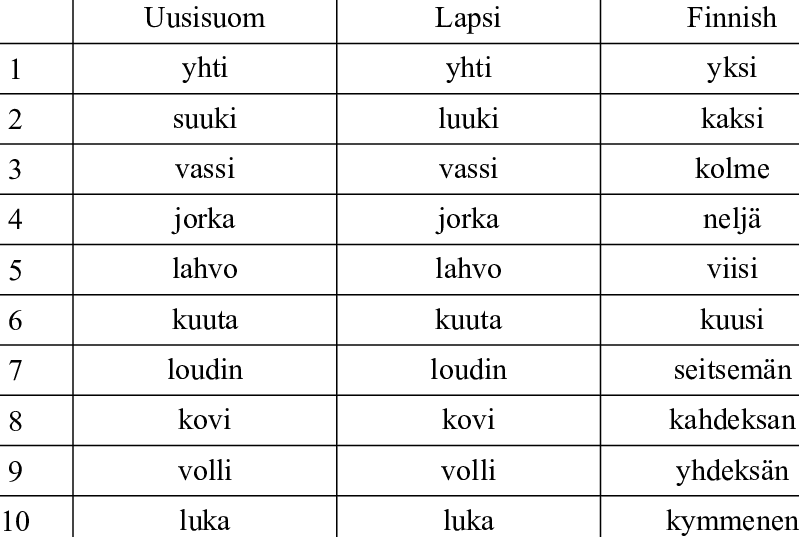 Uusisuom Lapsi Finnish
1 yhti yhti yksi
2 suuki luuki kaksi
3 vassi vassi kolme
4 jorka jorka neljä
5 lahvo lahvo viisi
6 kuuta kuuta kuusi
7 loudin loudin seitsemän
8 kovi kovi kahdeksan
9 volli volli yhdeksän
10 luka luka kymmenen